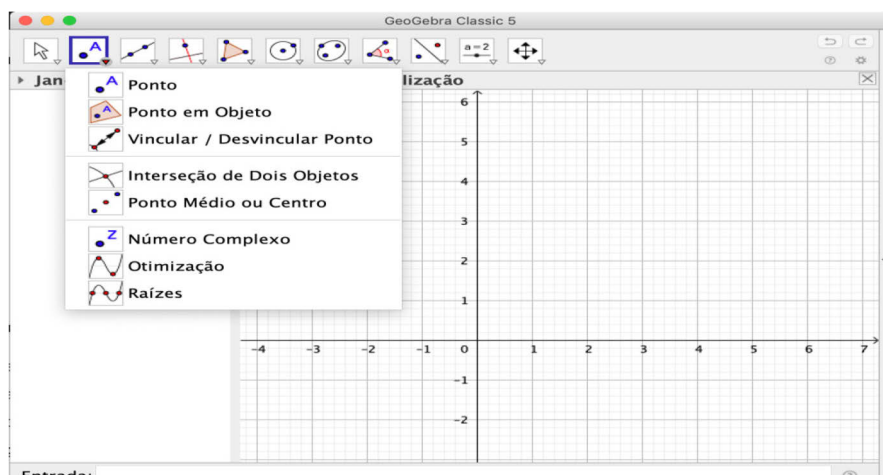 GeoGebra Classic 5
A a=2
Jan lização
A Ponto
A Ponto em Objeto
Vincular / Desvincular Ponto
Interseção de Dois Objetos
Ponto Médio ou Centro
Z Número Complexo
Otimização
Raízes
6
5
4
3
2
1
-4 -3 -2 -1 0 1 2 3 4 5 6 7
-1
-2
Entrada: